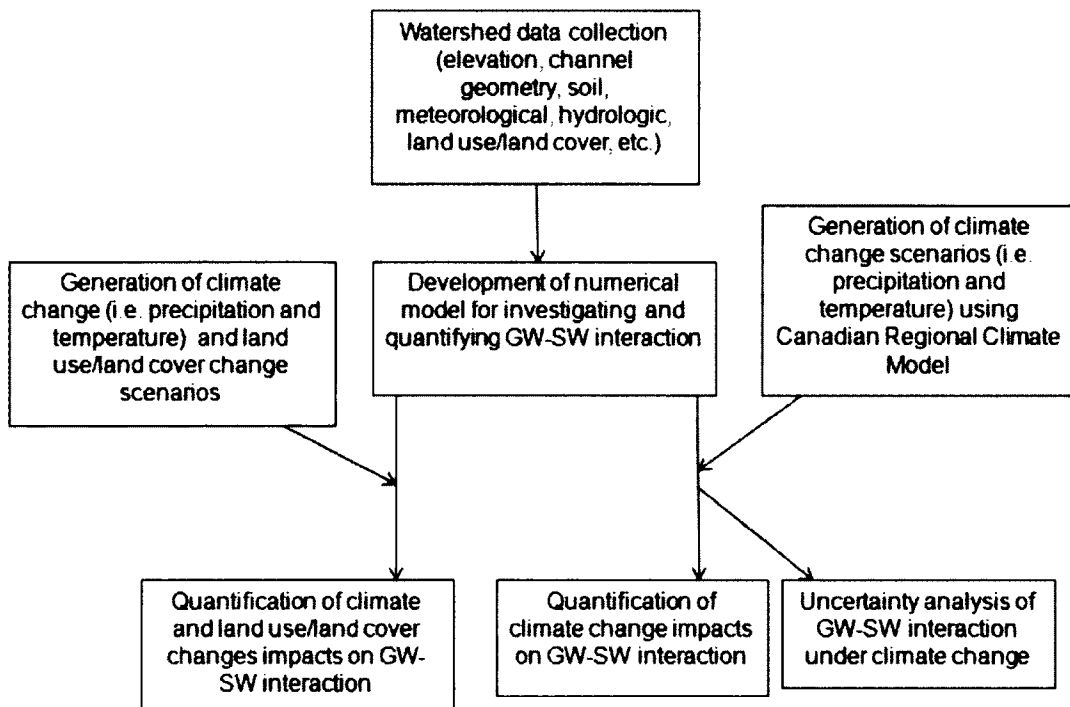 Watershed data collection
(elevation, channel
geometry, soil,
meteorological, hydrologic,
land use/land cover, etc.)
Generation of climate
change (i.e. precipitation and
temperature) and land
use/land cover change
scenarios
Development of numerical
model for investigating and
quantifying GW-SW interaction
Generation of climate
change scenarios (i.e.
precipitation and
temperature) using
Canadian Regional Climate
Model
Quantification of climate
and land use/land cover
changes impacts on GW-
SW interaction
Quantification of
climate change impacts
on GW-SW interaction
Uncertainty analysis of
GW-SW interaction
under climate change